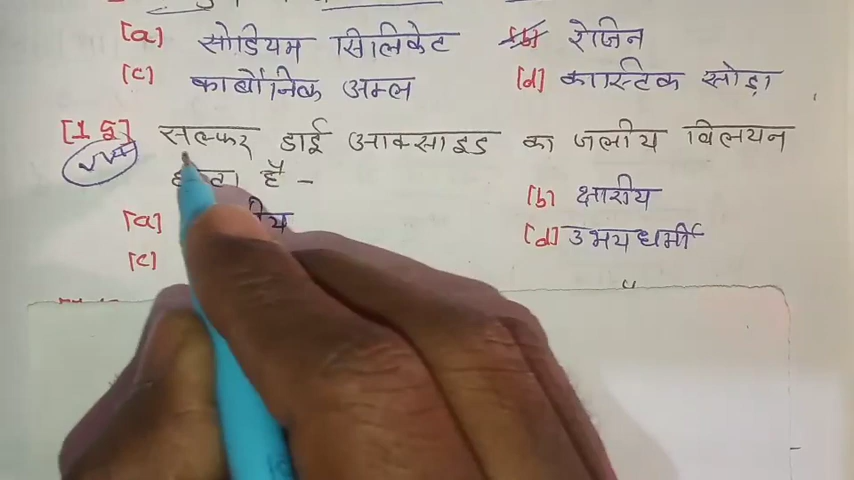 [a] सोडियम सिलिकेट [b] रेजिन
[c] कार्बोनिक अम्ल [d] कास्टिक सोडा
[15] सल्फर डाई आक्साइड का जलीय विलयन
है -
[a] [b] क्षारीय
[c] [d] उभयधर्मी